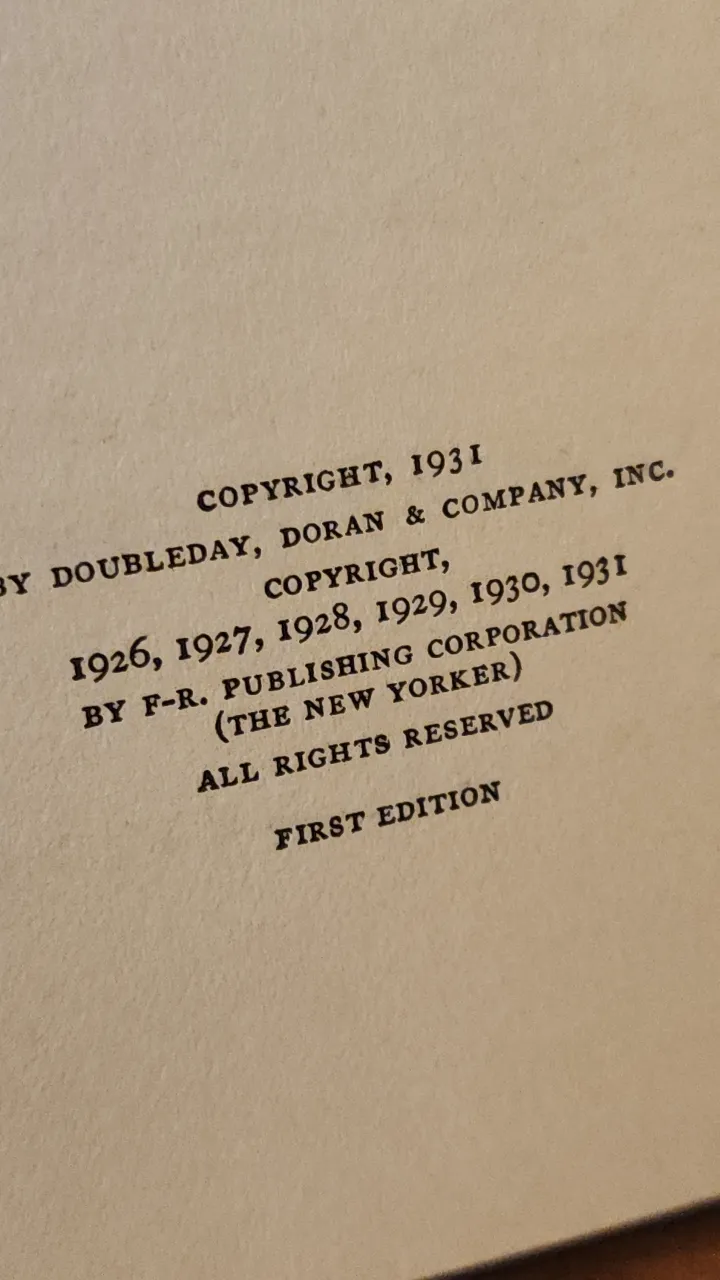 COPYRIGHT, 1931
BY DOUBLEDAY, DORAN & COMPANY, INC.
COPYRIGHT,
1926, 1927, 1928, 1929, 1930, 1931
BY F-R. PUBLISHING CORPORATION
(THE NEW YORKER)
ALL RIGHTS RESERVED
FIRST EDITION